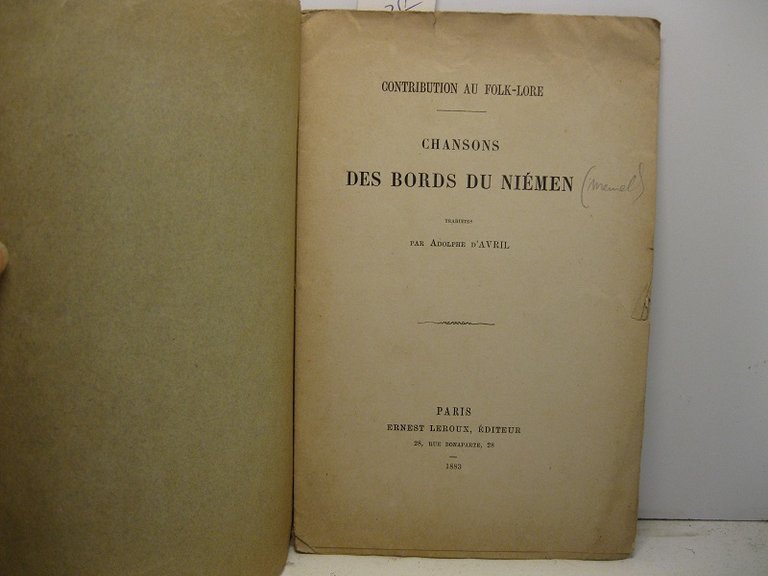 CONTRIBUTION AU FOLK-LORE
CHANSONS
DES BORDS DU NIÉMEN (Memel)
TRADUITES
PAR ADOLPHE D'AVRIL
PARIS
ERNEST LEROUX, ÉDITEUR
28, RUE BONAPARTE, 28
1883